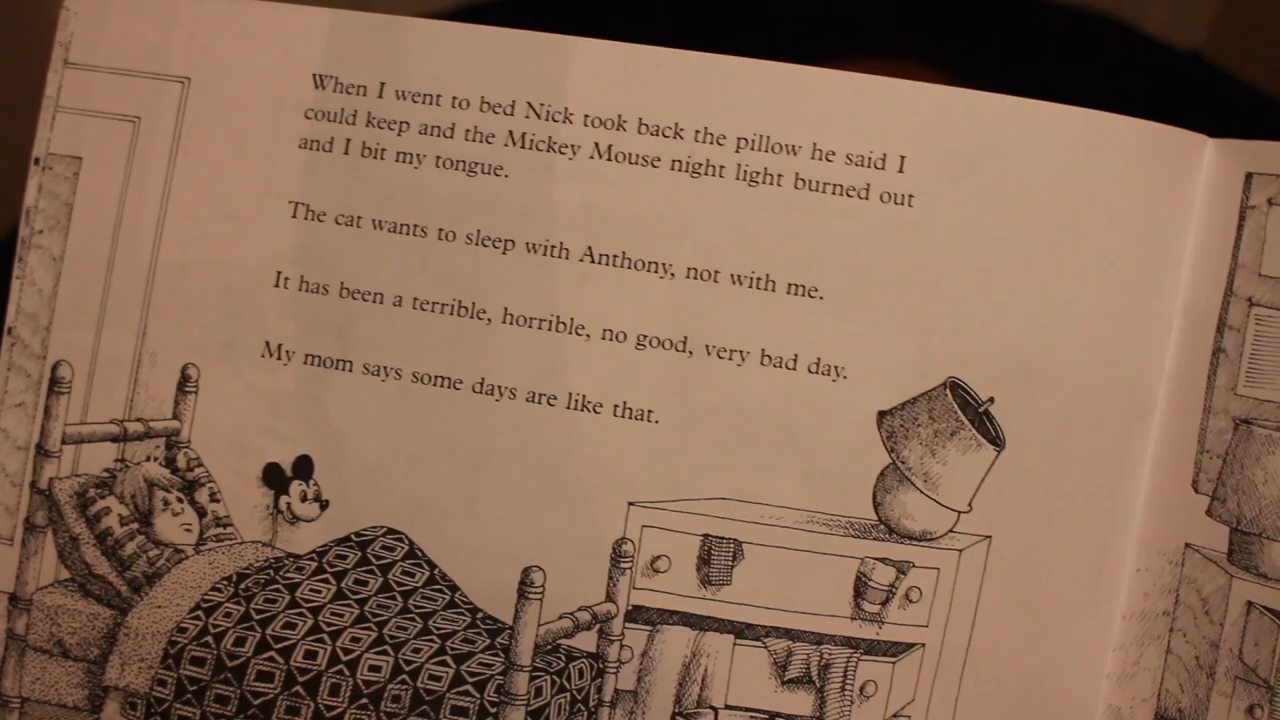 When I went to bed Nick took back the pillow he said I
could keep and the Mickey Mouse night light burned out
and I bit my tongue.
The cat wants to sleep with Anthony, not with me.
It has been a terrible, horrible, no good, very bad day.
My mom says some days are like that.